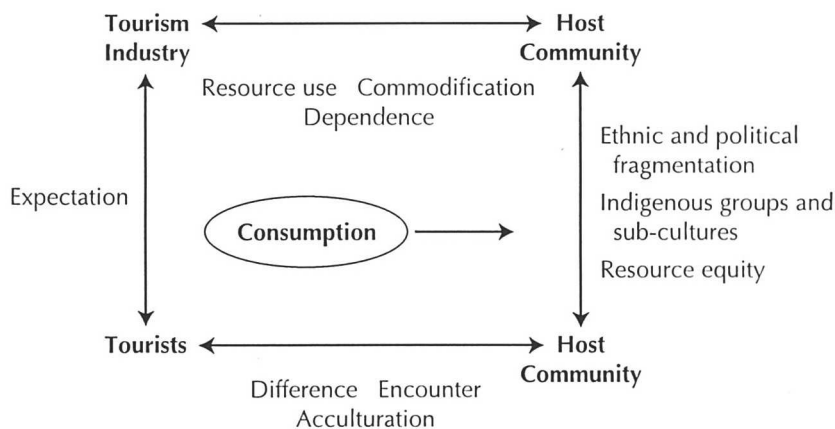 Tourism Host
Industry Community
Resource use Commodification
Dependence
Ethnic and political
fragmentation
Expectation
Indigenous groups and
sub-cultures
Consumption
Resource equity
Tourists Host
Community
Difference Encounter
Acculturation